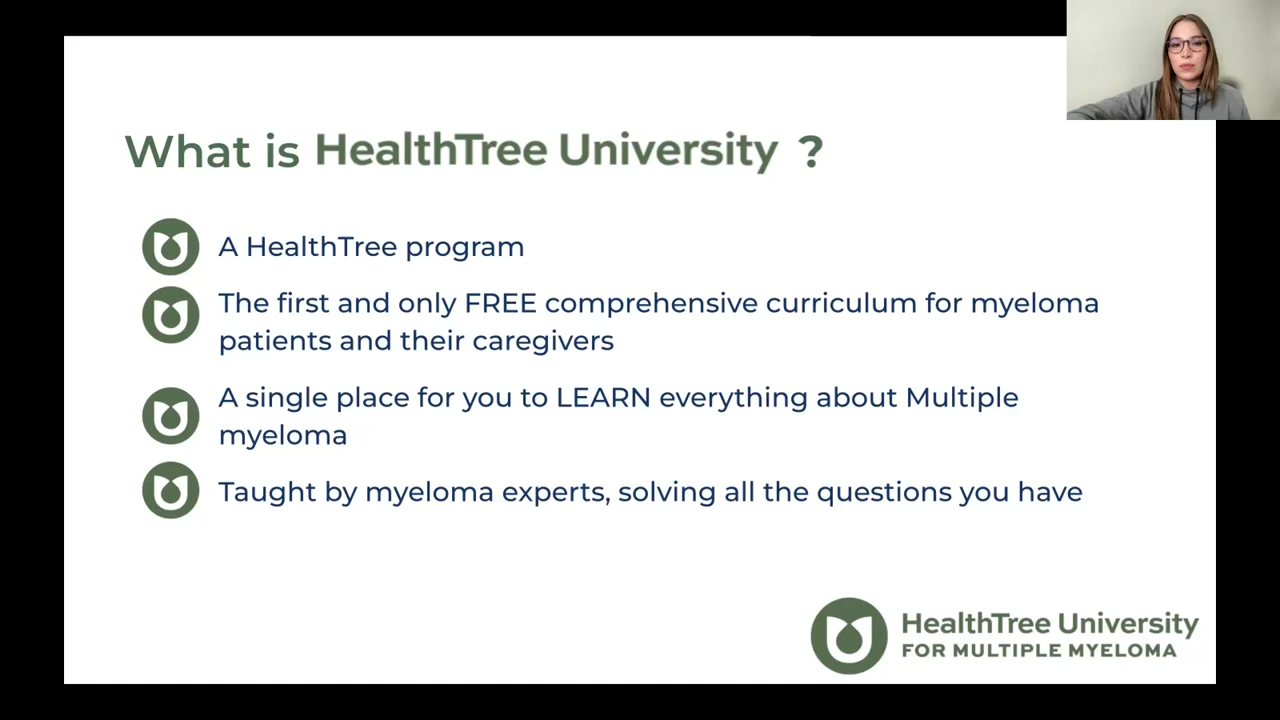 What is HealthTree University ?
A HealthTree program
The first and only FREE comprehensive curriculum for myeloma
patients and their caregivers
A single place for you to LEARN everything about Multiple
myeloma
Taught by myeloma experts, solving all the questions you have
HealthTree University
FOR MULTIPLE MYELOMA